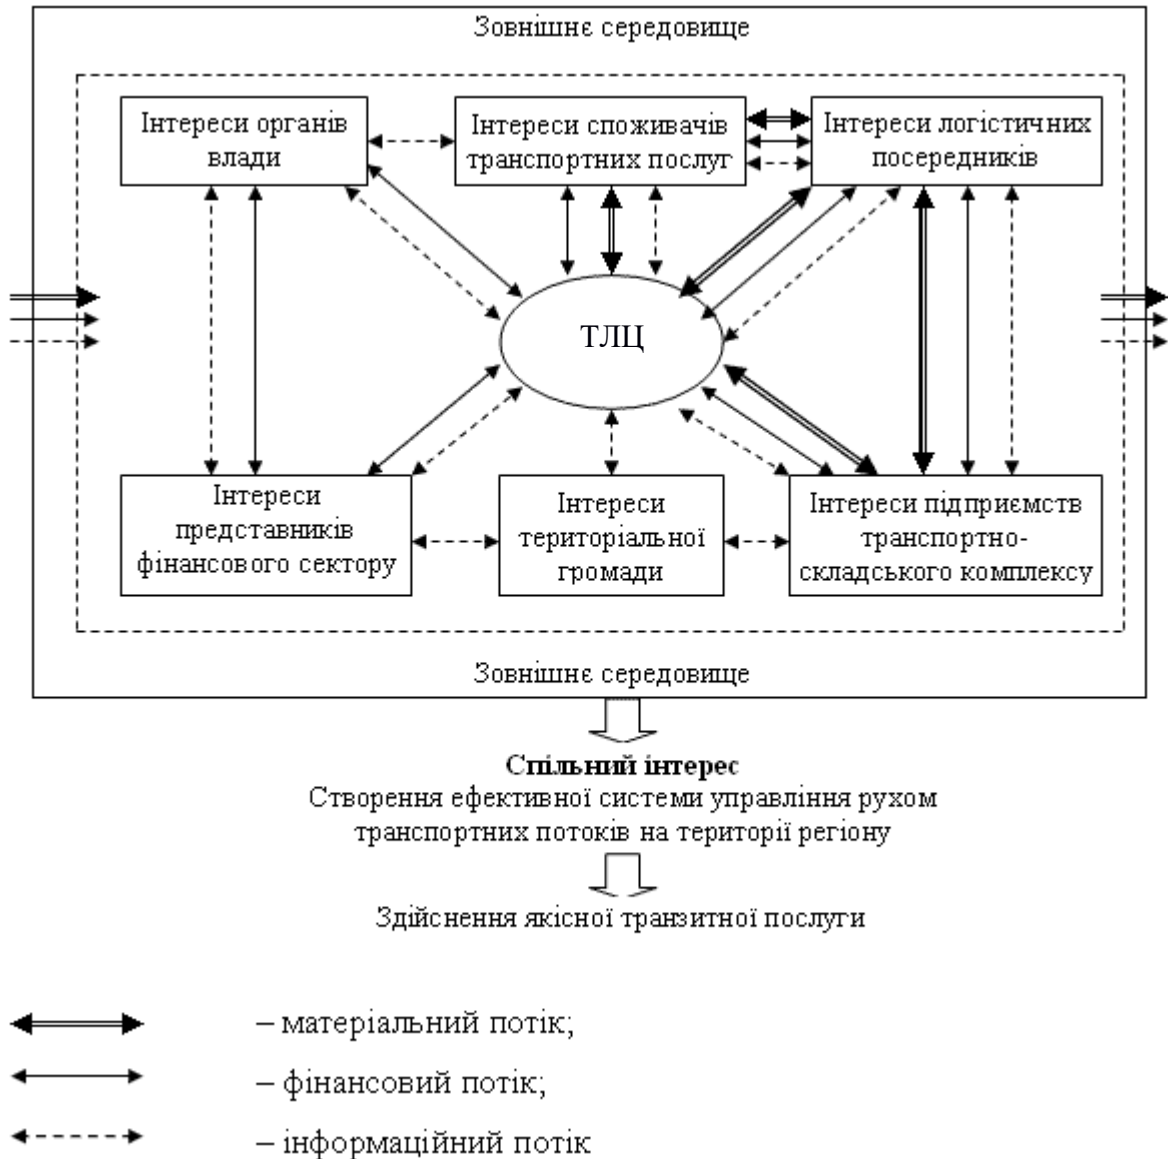 Зовнішнє середовище
Інтереси органів
влади
Інтереси споживачів
транспортних послуг
Інтереси логістичних
посередників
ТЛЦ
Інтереси
представників
фінансового сектору
Інтереси
територіальної
громади
Інтереси підприємств
транспортно-
складського комплексу
Зовнішнє середовище
Спільний інтерес
Створення ефективної системи управління рухом
транспортних потоків на території регіону
Здійснення якісної транзитної послуги
– матеріальний потік;
– фінансовий потік;
– інформаційний потік